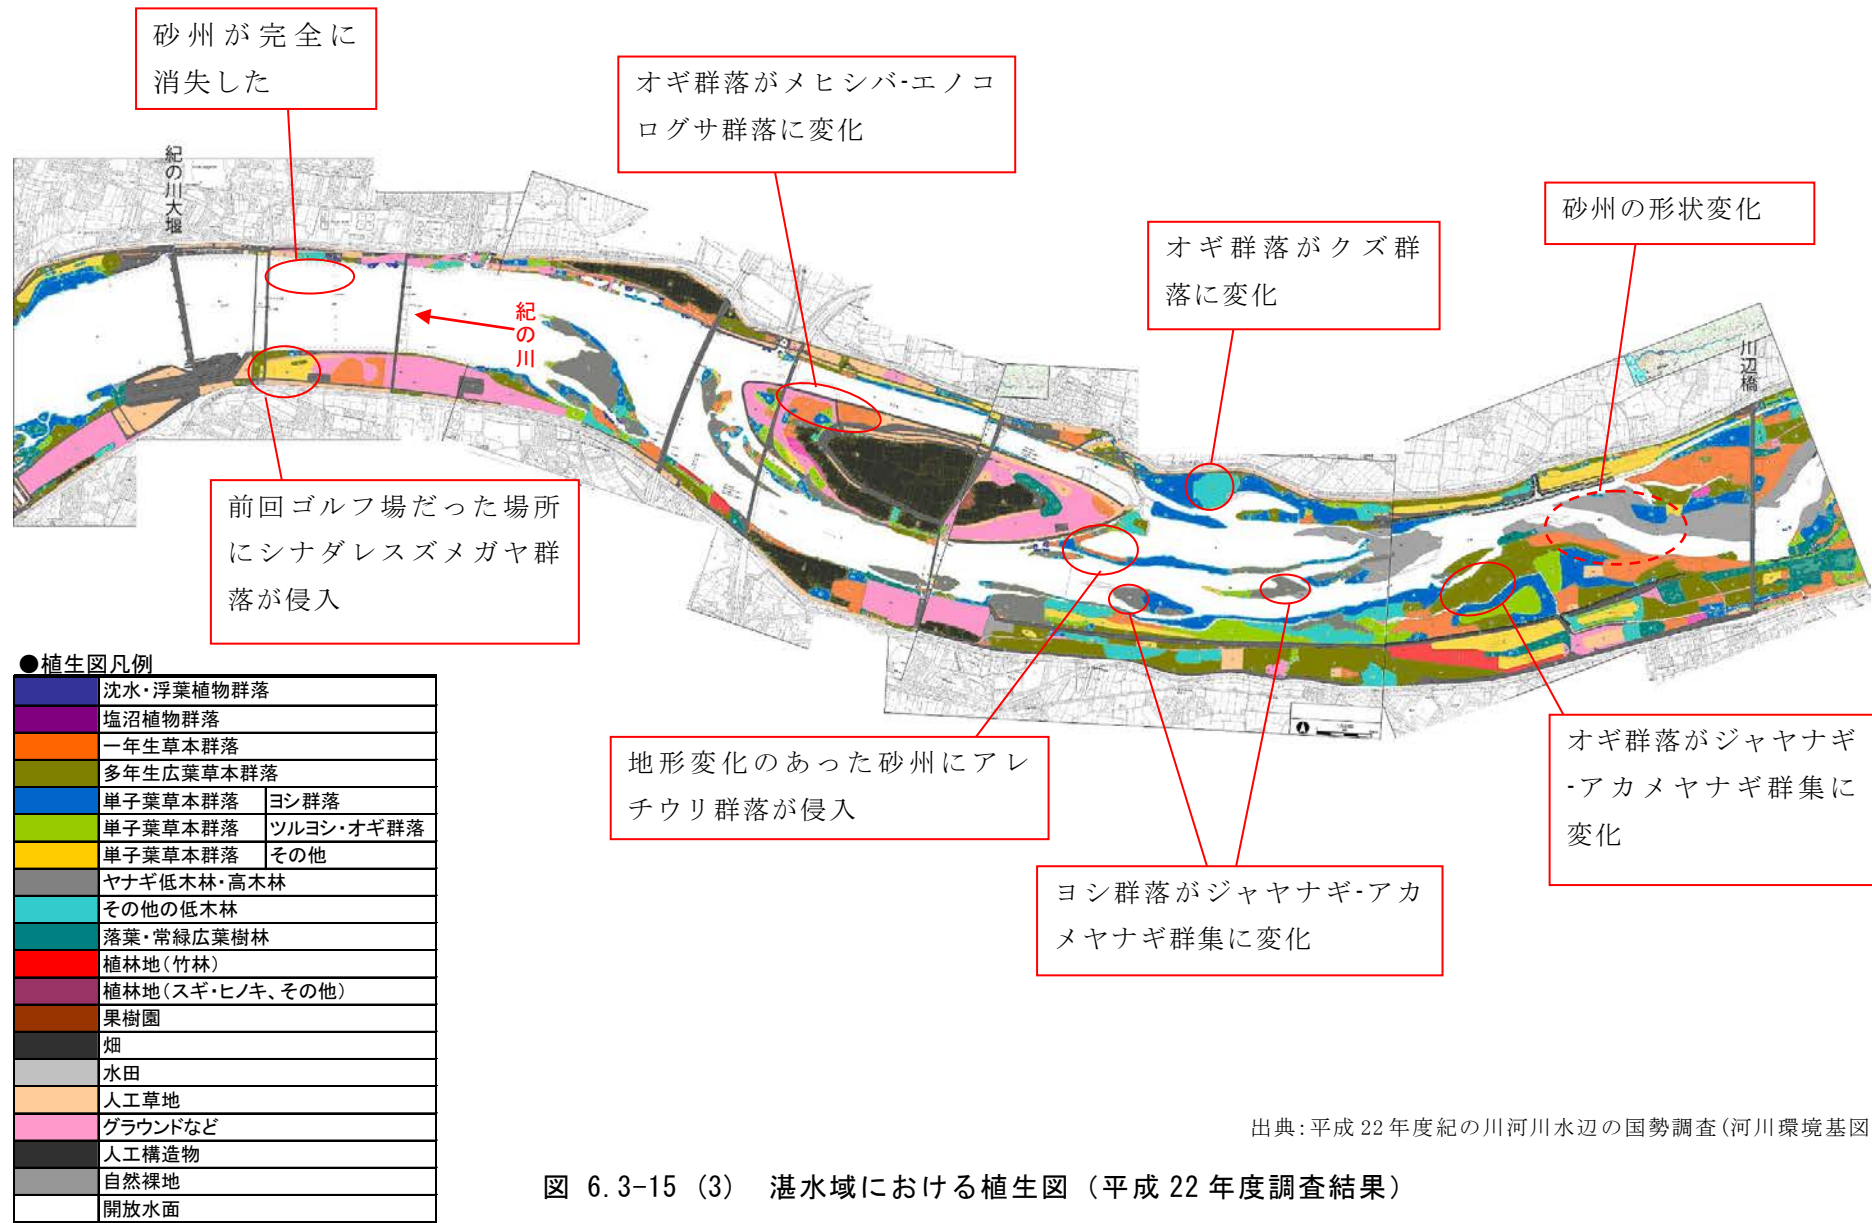 砂州が完全に
消失した
オギ群落がメヒシバ-エノコ
ログサ群落に変化
紀の川大堰
砂州の形状変化
オギ群落がクズ群
落に変化
紀の川
川辺橋
前回ゴルフ場だった場所
にシナダレスズメガヤ群
落が侵入
地形変化のあった砂州にアレ
チウリ群落が侵入
オギ群落がジャヤナギ
-アカメヤナギ群集に
変化
ヨシ群落がジャヤナギ-アカ
メヤナギ群集に変化
●植生図凡例
沈水・浮葉植物群落
塩沼植物群落
一年生草本群落
多年生広葉草本群落
単子葉草本群落 ヨシ群落
単子葉草本群落 ツルヨシ・オギ群落
単子葉草本群落 その他
ヤナギ低木林・高木林
その他の低木林
落葉・常緑広葉樹林
植林地(竹林)
植林地(スギ・ヒノキ、その他)
果樹園
畑
水田
人工草地
グラウンドなど
人工構造物
自然裸地
開放水面
出典:平成22年度紀の川河川水辺の国勢調査(河川環境基図
図 6.3-15 (3) 湛水域における植生図（平成22年度調査結果）